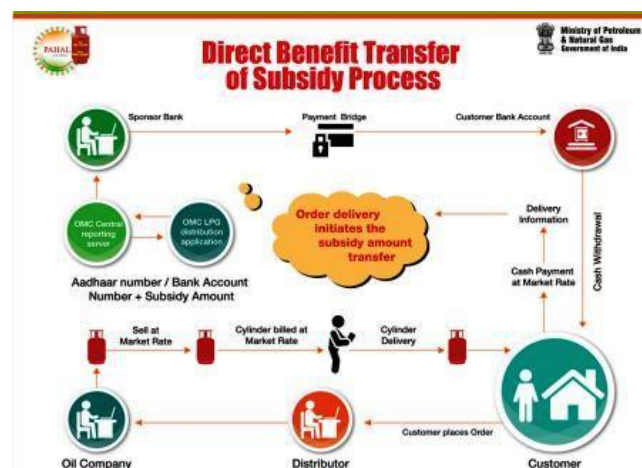 PAHAL
Ministry of Petroleum
& Natural Gas
Government of India
Direct Benefit Transfer
of Subsidy Process
Sponsor Bank
Payment Bridge
Customer Bank Account
OMC Central
reporting
server
OMC LPG
distribution
application
Order delivery
initiates the
subsidy amount
transfer
Delivery
Information
Cash Withdrawal
Aadhaar number / Bank Account
Number + Subsidy Amount
Cash Payment
at Market Rate
Sell at
Market Rate
Cylinder billed at
Market Rate
Cylinder
Delivery
Customer places Order
Oil Company
Distributor
Customer